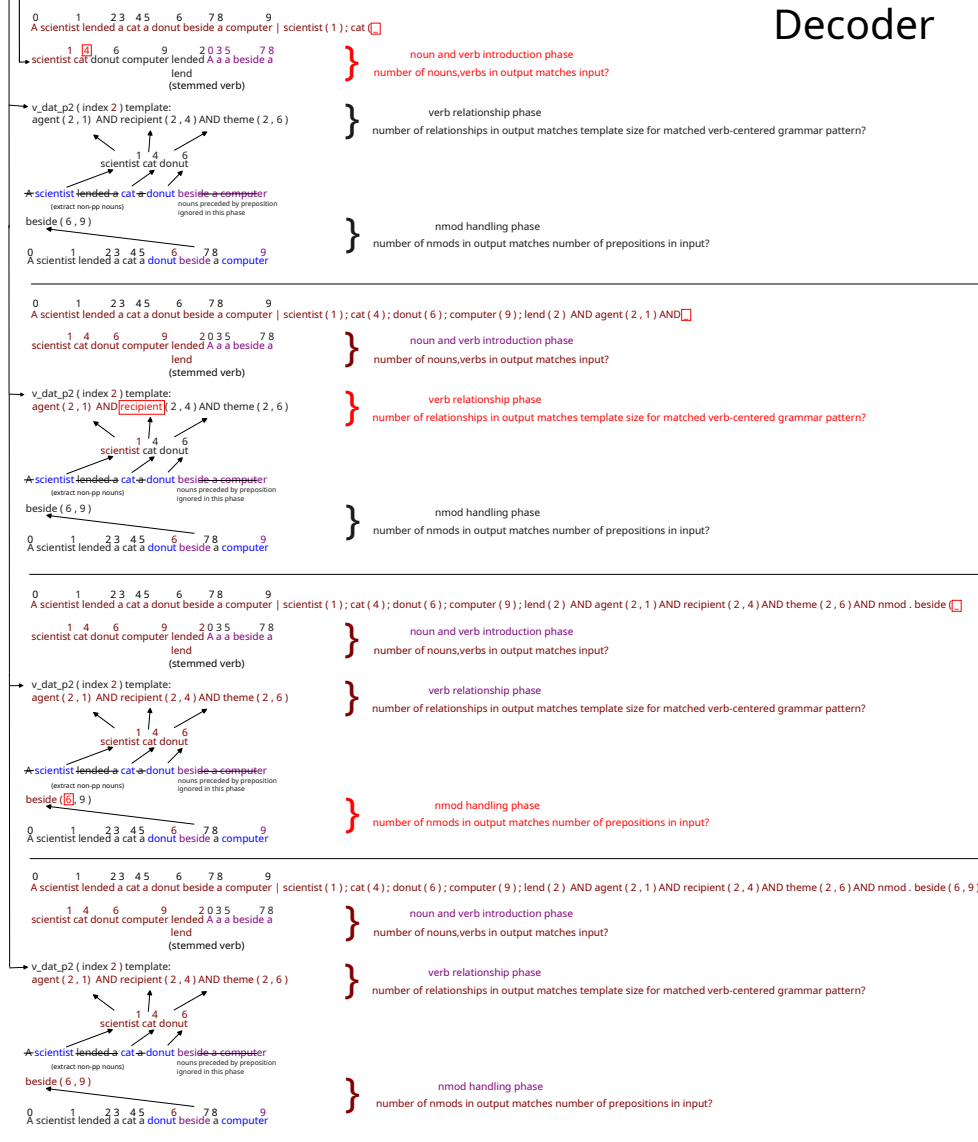 Decoder
0 1 2 3 4 5 6 7 8 9
A scientist lended a cat a donut beside a computer | scientist ( 1 ) ; cat ( _
1 4 6 9 2 0 3 5 7 8
scientist cat donut computer lended A a a beside a
lend
(stemmed verb)
noun and verb introduction phase
number of nouns,verbs in output matches input?
v_dat_p2 ( index 2 ) template:
agent ( 2 , 1 ) AND recipient ( 2 , 4 ) AND theme ( 2 , 6 )
verb relationship phase
number of relationships in output matches template size for matched verb-centered grammar pattern?
1 4 6
scientist cat donut
A scientist lended a cat a donut beside a computer
(extract non-pp nouns)
nouns preceded by preposition
ignored in this phase
beside ( 6 , 9 )
nmod handling phase
number of nmods in output matches number of prepositions in input?
0 1 2 3 4 5 6 7 8 9
A scientist lended a cat a donut beside a computer
0 1 2 3 4 5 6 7 8 9
A scientist lended a cat a donut beside a computer | scientist ( 1 ) ; cat ( 4 ) ; donut ( 6 ) ; computer ( 9 ) ; lend ( 2 ) AND agent ( 2 , 1 ) AND _
1 4 6 9 2 0 3 5 7 8
scientist cat donut computer lended A a a beside a
lend
(stemmed verb)
noun and verb introduction phase
number of nouns,verbs in output matches input?
v_dat_p2 ( index 2 ) template:
agent ( 2 , 1 ) AND recipient ( 2 , 4 ) AND theme ( 2 , 6 )
verb relationship phase
number of relationships in output matches template size for matched verb-centered grammar pattern?
1 4 6
scientist cat donut
A scientist lended a cat a donut beside a computer
(extract non-pp nouns)
nouns preceded by preposition
ignored in this phase
beside ( 6 , 9 )
nmod handling phase
number of nmods in output matches number of prepositions in input?
0 1 2 3 4 5 6 7 8 9
A scientist lended a cat a donut beside a computer
0 1 2 3 4 5 6 7 8 9
A scientist lended a cat a donut beside a computer | scientist ( 1 ) ; cat ( 4 ) ; donut ( 6 ) ; computer ( 9 ) ; lend ( 2 ) AND agent ( 2 , 1 ) AND recipient ( 2 , 4 ) AND theme ( 2 , 6 ) AND nmod . beside ( _
1 4 6 9 2 0 3 5 7 8
scientist cat donut computer lended A a a beside a
lend
(stemmed verb)
noun and verb introduction phase
number of nouns,verbs in output matches input?
v_dat_p2 ( index 2 ) template:
agent ( 2 , 1 ) AND recipient ( 2 , 4 ) AND theme ( 2 , 6 )
verb relationship phase
number of relationships in output matches template size for matched verb-centered grammar pattern?
1 4 6
scientist cat donut
A scientist lended a cat a donut beside a computer
(extract non-pp nouns)
nouns preceded by preposition
ignored in this phase
beside ( 6 , 9 )
nmod handling phase
number of nmods in output matches number of prepositions in input?
0 1 2 3 4 5 6 7 8 9
A scientist lended a cat a donut beside a computer
0 1 2 3 4 5 6 7 8 9
A scientist lended a cat a donut beside a computer | scientist ( 1 ) ; cat ( 4 ) ; donut ( 6 ) ; computer ( 9 ) ; lend ( 2 ) AND agent ( 2 , 1 ) AND recipient ( 2 , 4 ) AND theme ( 2 , 6 ) AND nmod . beside ( 6 , 9 )
1 4 6 9 2 0 3 5 7 8
scientist cat donut computer lended A a a beside a
lend
(stemmed verb)
noun and verb introduction phase
number of nouns,verbs in output matches input?
v_dat_p2 ( index 2 ) template:
agent ( 2 , 1 ) AND recipient ( 2 , 4 ) AND theme ( 2 , 6 )
verb relationship phase
number of relationships in output matches template size for matched verb-centered grammar pattern?
1 4 6
scientist cat donut
A scientist lended a cat a donut beside a computer
(extract non-pp nouns)
nouns preceded by preposition
ignored in this phase
beside ( 6 , 9 )
nmod handling phase
number of nmods in output matches number of prepositions in input?
0 1 2 3 4 5 6 7 8 9
A scientist lended a cat a donut beside a computer